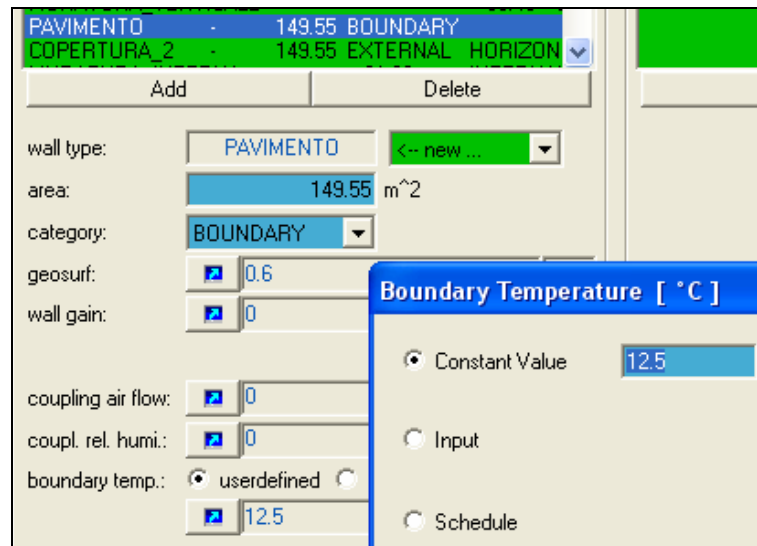 PAVIMENTO - 149.55 BOUNDARY
COPERTURA_2 - 149.55 EXTERNAL HORIZON
Add Delete
wall type: PAVIMENTO <-- new ...
area: 149.55 m^2
category: BOUNDARY
geosurf: 0.6
wall gain: 0
coupling air flow: 0
coupl. rel. humi.: 0
boundary temp.: userdefined
12.5
Boundary Temperature [ °C ]
Constant Value 12.5
Input
Schedule